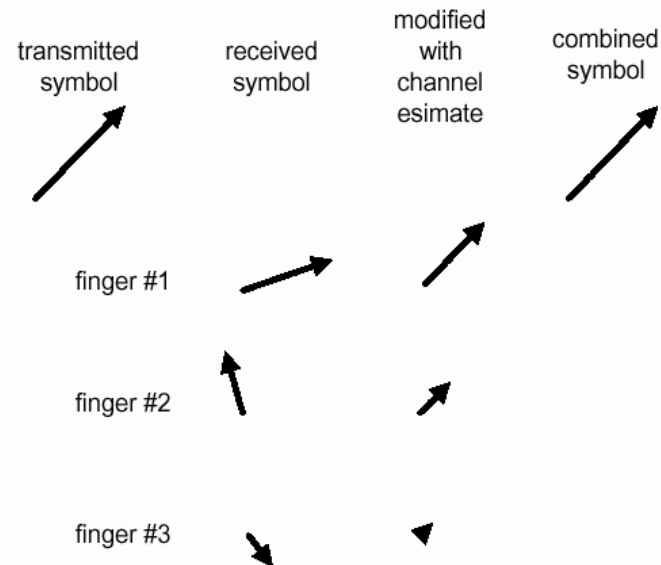 transmitted
symbol
received
symbol
modified
with
channel
esimate
combined
symbol
finger #1
finger #2
finger #3